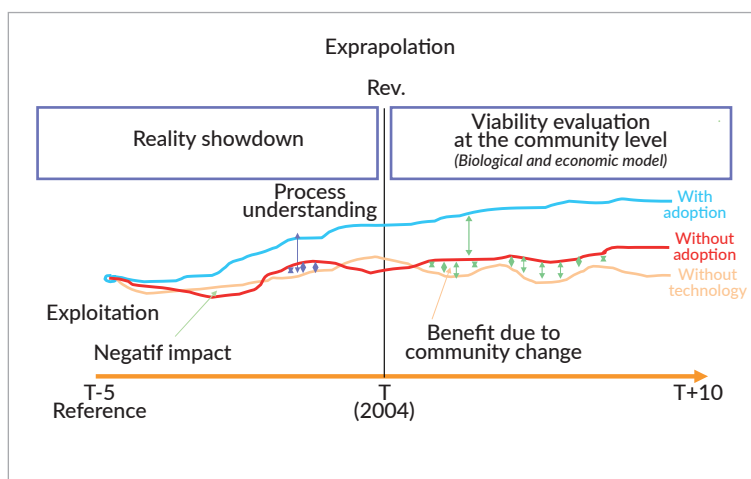 Exprapolation
Rev.
Reality showdown
Viability evaluation
at the community level
(Biological and economic model)
Process
understanding
With
adoption
Without
adoption
Without
technology
Exploitation
Negatif impact
Benefit due to
community change
T-5
Reference
T
(2004)
T+10